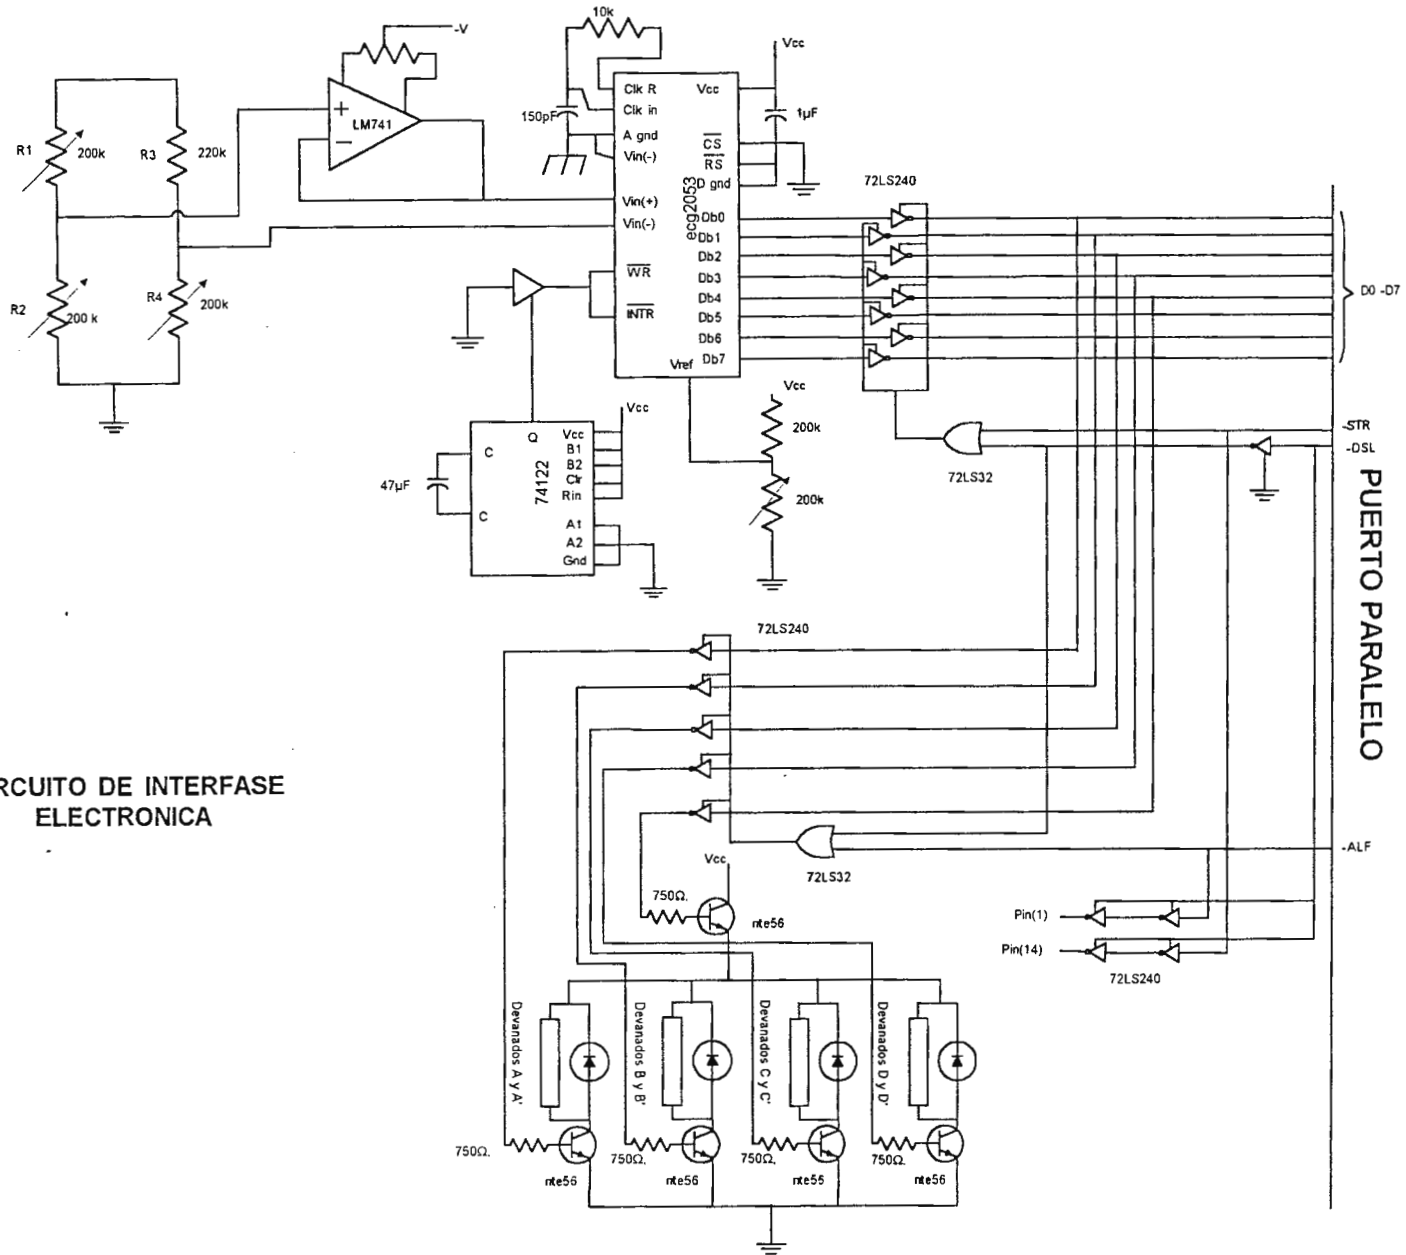 10k
-V
Vcc
Clk R
Vcc
150pF
Clk in
1µF
LM741
A gnd
CS
R1
200k
R3
220k
Vin(-)
RS
D gnd
72LS240
Vin(+)
ecg2053
Db0
Vin(-)
Db1
Db2
WR
Db3
R2
200 k
R4
200k
Db4
D0 -D7
INTR
Db5
Db6
Vref
Db7
Vcc
Vcc
200k
-STR
Q
Vcc
C
B1
-DSL
B2
72LS32
47µF
74122
Clr
Rin
200k
C
A1
A2
Gnd
PUERTO PARALELO
72LS240
RCUITO DE INTERFASE
ELECTRONICA
-ALF
Vcc
72LS32
750Ω.
nte56
Pin(1)
Pin(14)
72LS240
Devanados A y A'
Devanados B y B'
Devanados C y C'
Devanados D y D'
750Ω.
750Ω.
750Ω.
750Ω.
nte56
nte56
nte56
nte56